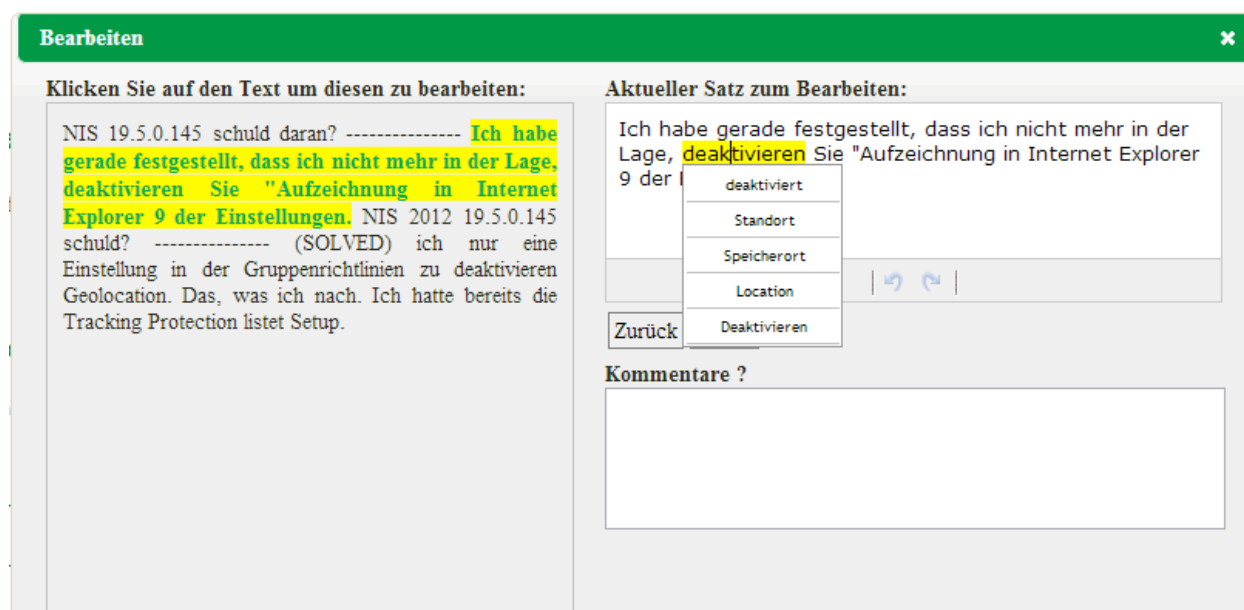 Bearbeiten
Klicken Sie auf den Text um diesen zu bearbeiten:
NIS 19.5.0.145 schuld daran? --------------- Ich habe
gerade festgestellt, dass ich nicht mehr in der Lage,
deaktivieren Sie "Aufzeichnung in Internet
Explorer 9 der Einstellungen. NIS 2012 19.5.0.145
schuld? --------------- (SOLVED) ich nur eine
Einstellung in der Gruppenrichtlinien zu deaktivieren
Geolocation. Das, was ich nach. Ich hatte bereits die
Tracking Protection listet Setup.
Aktueller Satz zum Bearbeiten:
Ich habe gerade festgestellt, dass ich nicht mehr in der
Lage, deaktivieren Sie "Aufzeichnung in Internet Explorer
9 der
deaktiviert
Standort
Speicherort
Location
Deaktivieren
Zurück
Kommentare ?